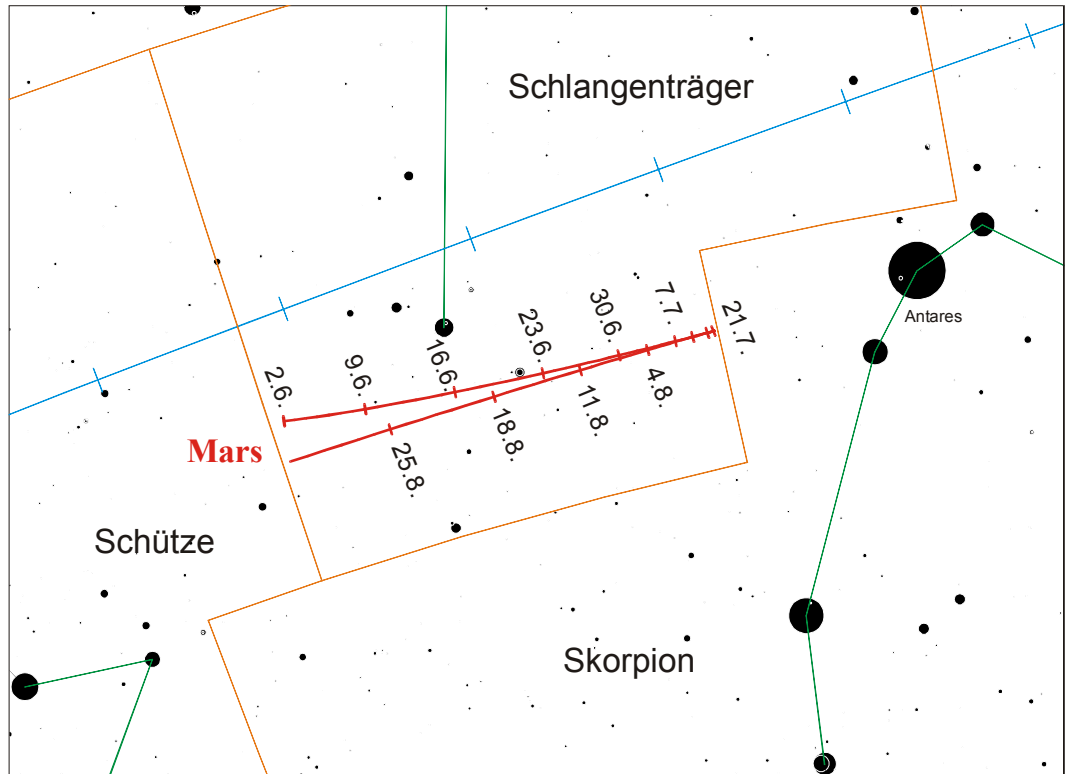 Schlangenträger
Antares
2.6.
9.6.
16.6.
23.6.
30.6.
7.7.
21.7.
4.8.
11.8.
18.8.
25.8.
Mars
Schütze
Skorpion